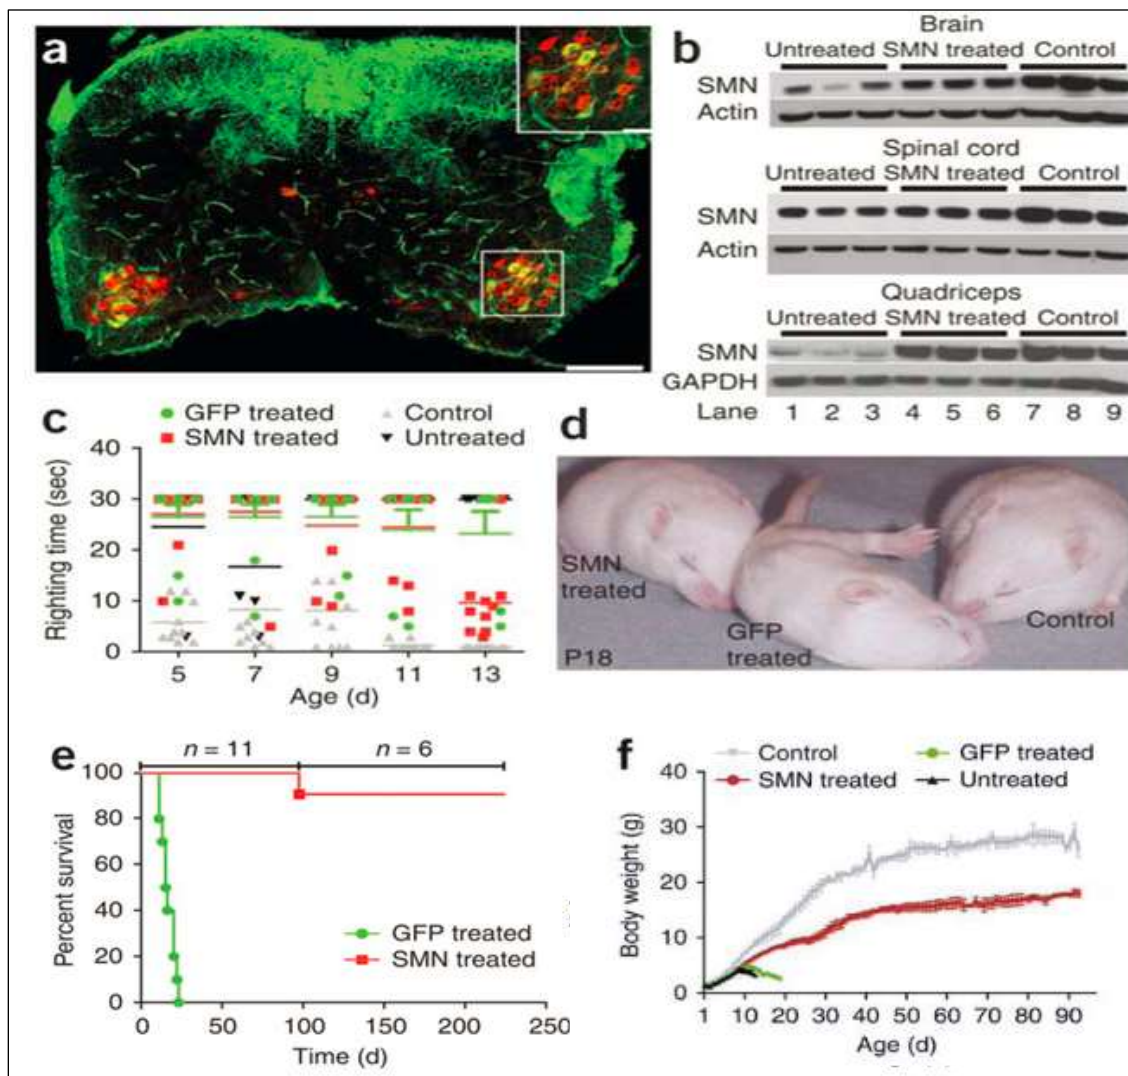 a
b
Brain
Untreated SMN treated Control
SMN
Actin
Spinal cord
Untreated SMN treated Control
SMN
Actin
Quadriceps
Untreated SMN treated Control
SMN
GAPDH
Lane 1 2 3 4 5 6 7 8 9
c
GFP treated Control
SMN treated Untreated
Righting time (sec)
40
30
20
10
0
5 7 9 11 13
Age (d)
d
SMN
treated
GFP
treated
Control
P18
e
n = 11 n = 6
Percent survival
100
80
60
40
20
0
GFP treated
SMN treated
0 50 100 150 200 250
Time (d)
f
Control GFP treated
SMN treated Untreated
Body weight (g)
40
30
20
10
0
1 10 20 30 40 50 60 70 80 90
Age (d)